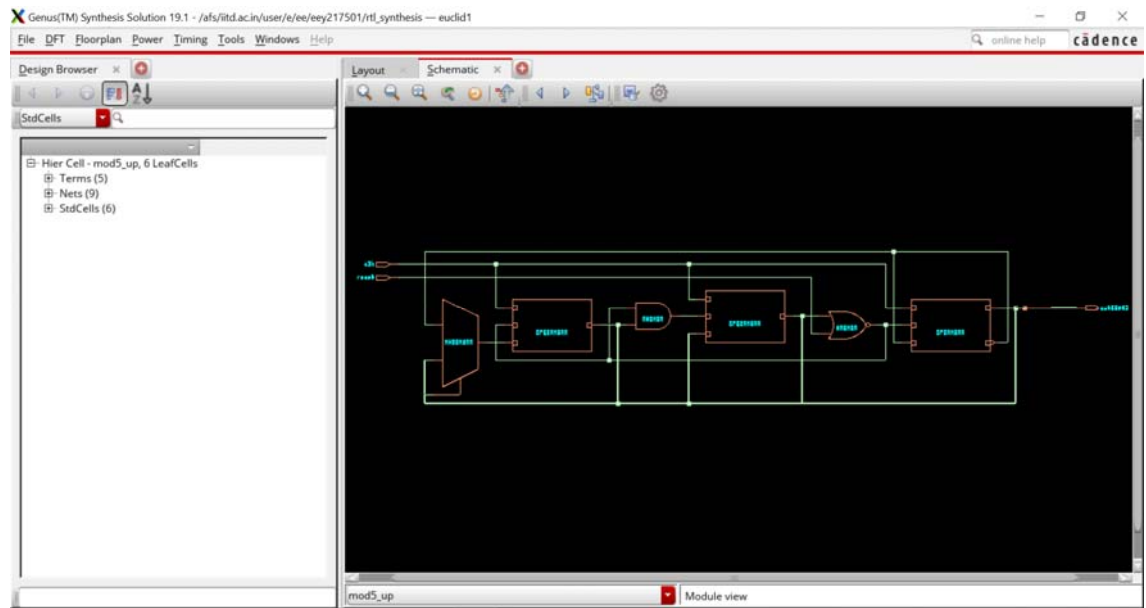 Genus(TM) Synthesis Solution 19.1 - /afs/iitd.ac.in/user/e/ee/eey217501/rtl_synthesis — euclid1
File DFT Floorplan Power Timing Tools Windows Help
online help
cādence
Design Browser
Layout
Schematic
StdCells
Hier Cell - mod5_up, 6 LeafCells
Terms (5)
Nets (9)
StdCells (6)
clk
reset
mod5_up
Module view